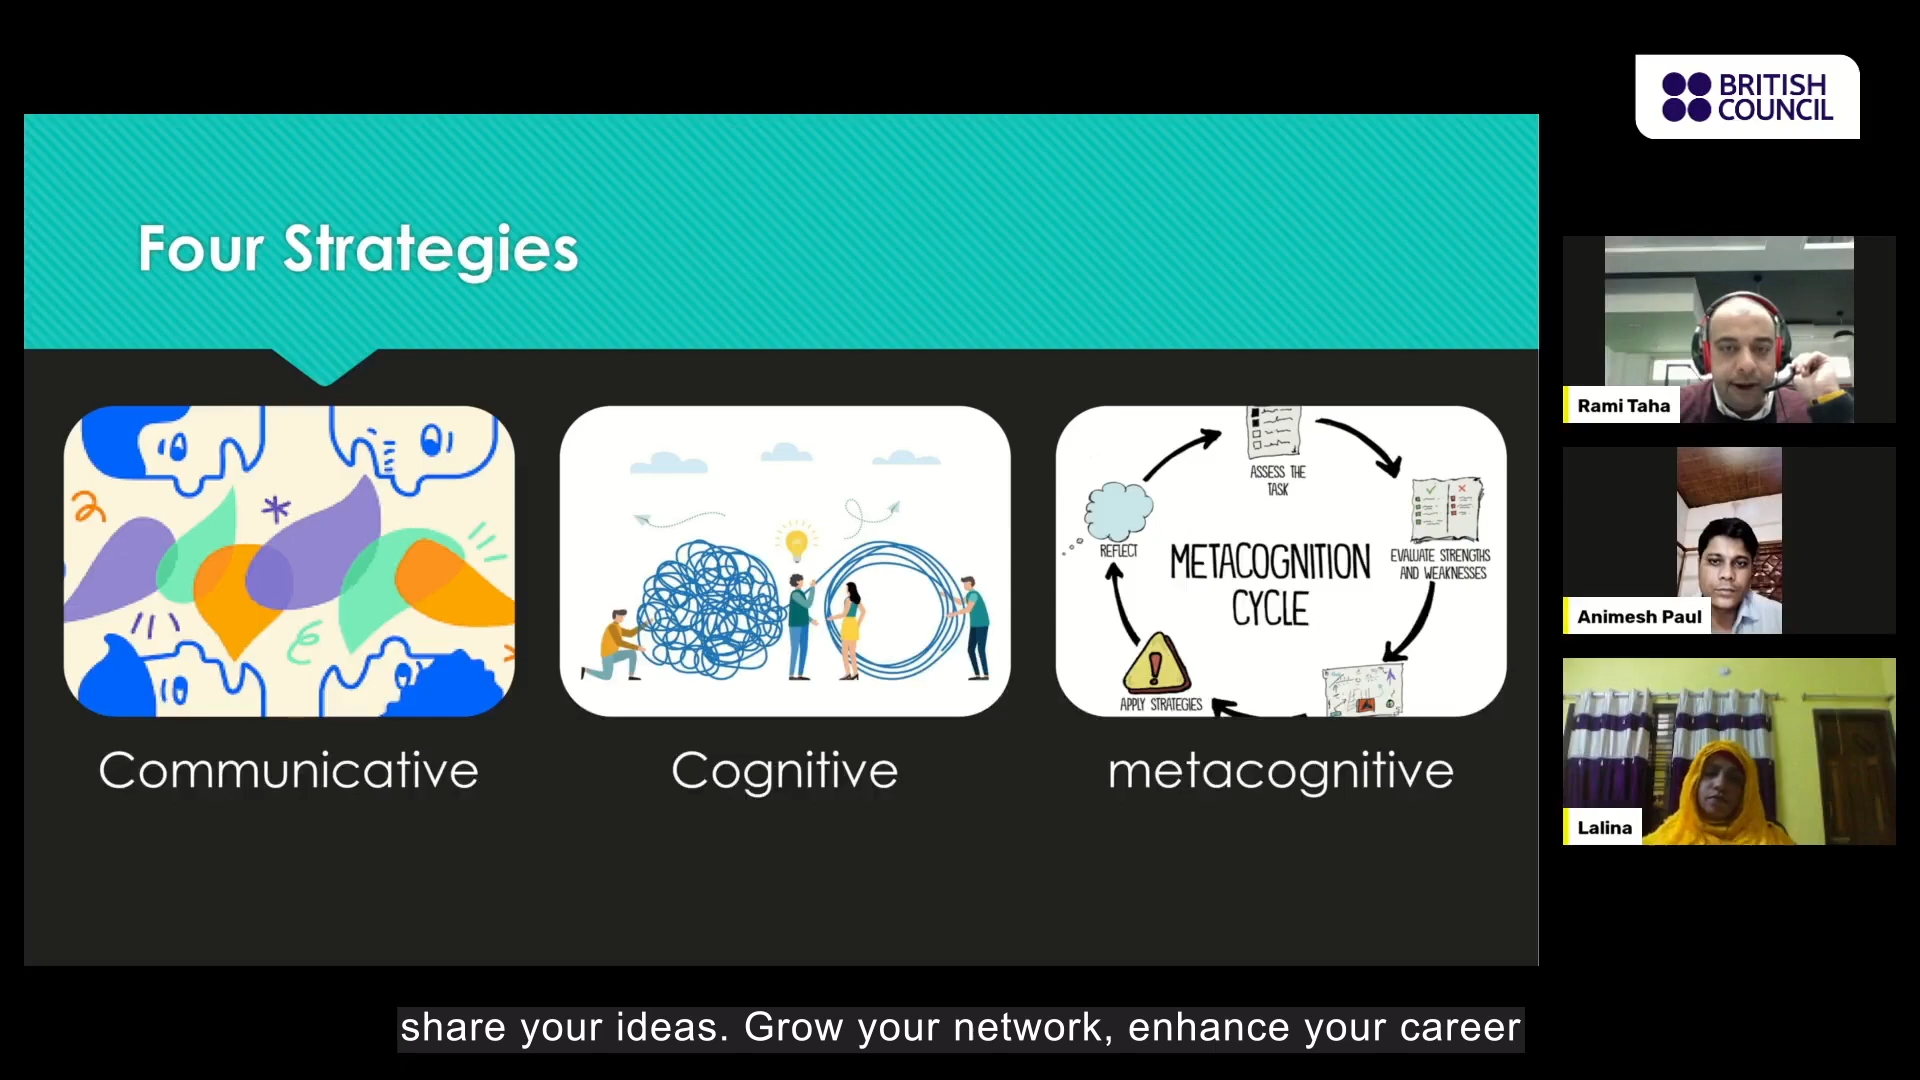 BRITISH
COUNCIL
Four Strategies
ASSESS THE
TASK
REFLECT
METACOGNITION
CYCLE
EVALUATE STRENGTHS
AND WEAKNESSES
APPLY STRATEGIES
Communicative
Cognitive
metacognitive
Rami Taha
Animesh Paul
Lalina
share your ideas. Grow your network, enhance your career